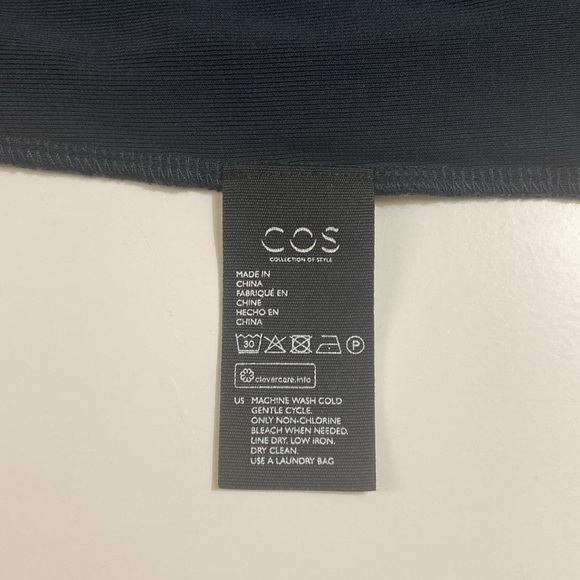 COS
COLLECTION OF STYLE
MADE IN
CHINA
FABRIQUÉ EN
CHINE
HECHO EN
CHINA
30 P
clevercare.info
US MACHINE WASH COLD
GENTLE CYCLE.
ONLY NON-CHLORINE
BLEACH WHEN NEEDED.
LINE DRY. LOW IRON.
DRY CLEAN.
USE A LAUNDRY BAG